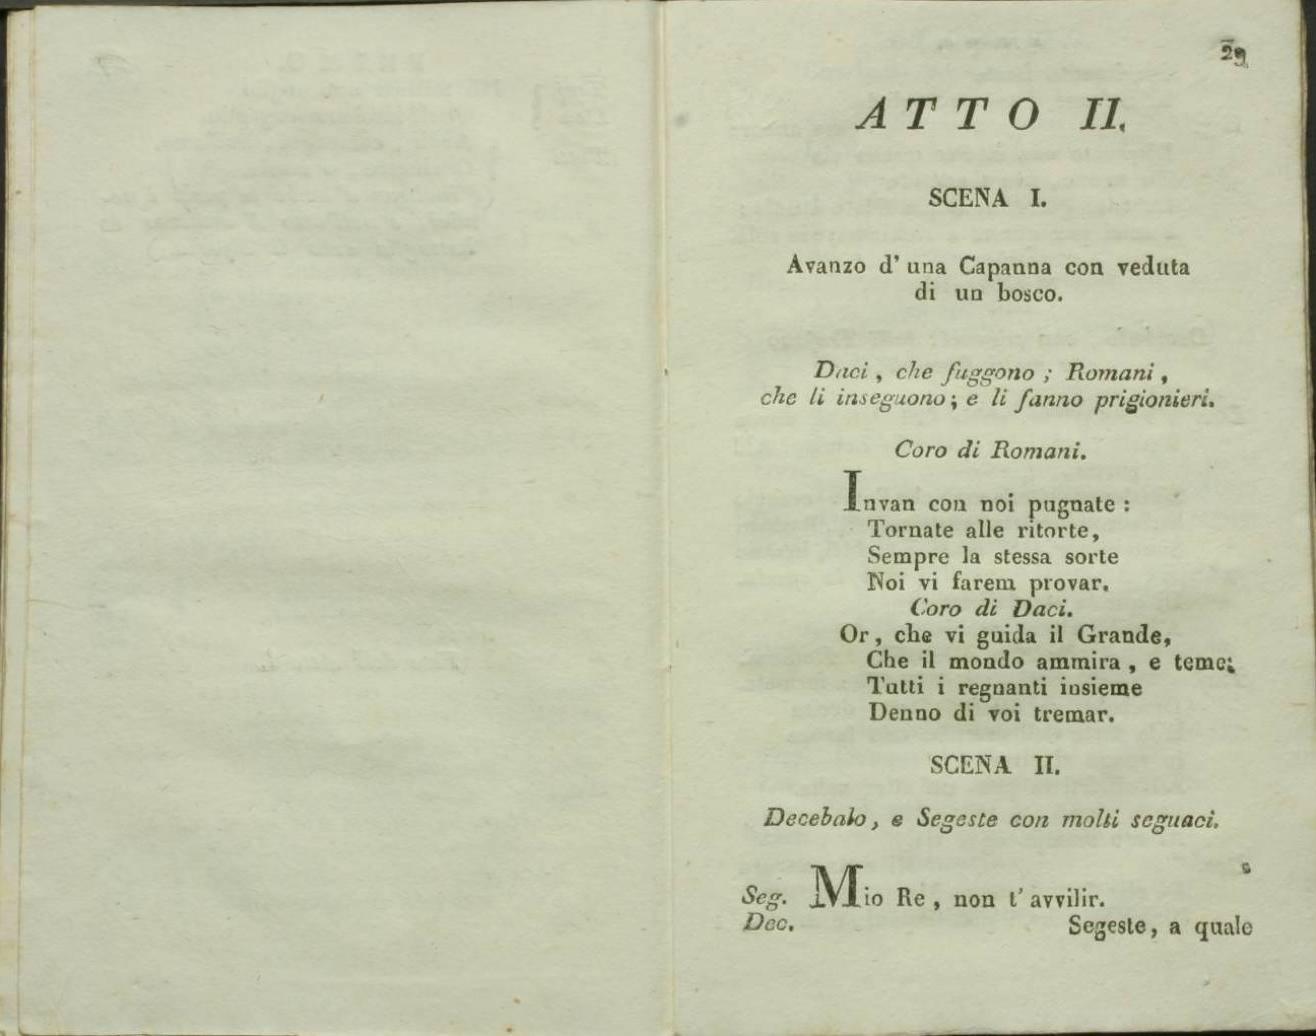 29
ATTO II.
SCENA I.
Avanzo d' una Capanna con veduta
di un bosco.
Daci, che fuggono; Romani,
che li inseguono; e li fanno prigionieri.
Coro di Romani.
Invan con noi pugnate:
Tornate alle ritorte,
Sempre la stessa sorte
Noi vi farem provar.
Coro di Daci.
Or, che vi guida il Grande,
Che il mondo ammira, e teme;
Tutti i regnanti insieme
Denno di voi tremar.
SCENA II.
Decebalo, e Segeste con molti seguaci.
Seg. Mio Re, non t' avvilir.
Dec. Segeste, a quale